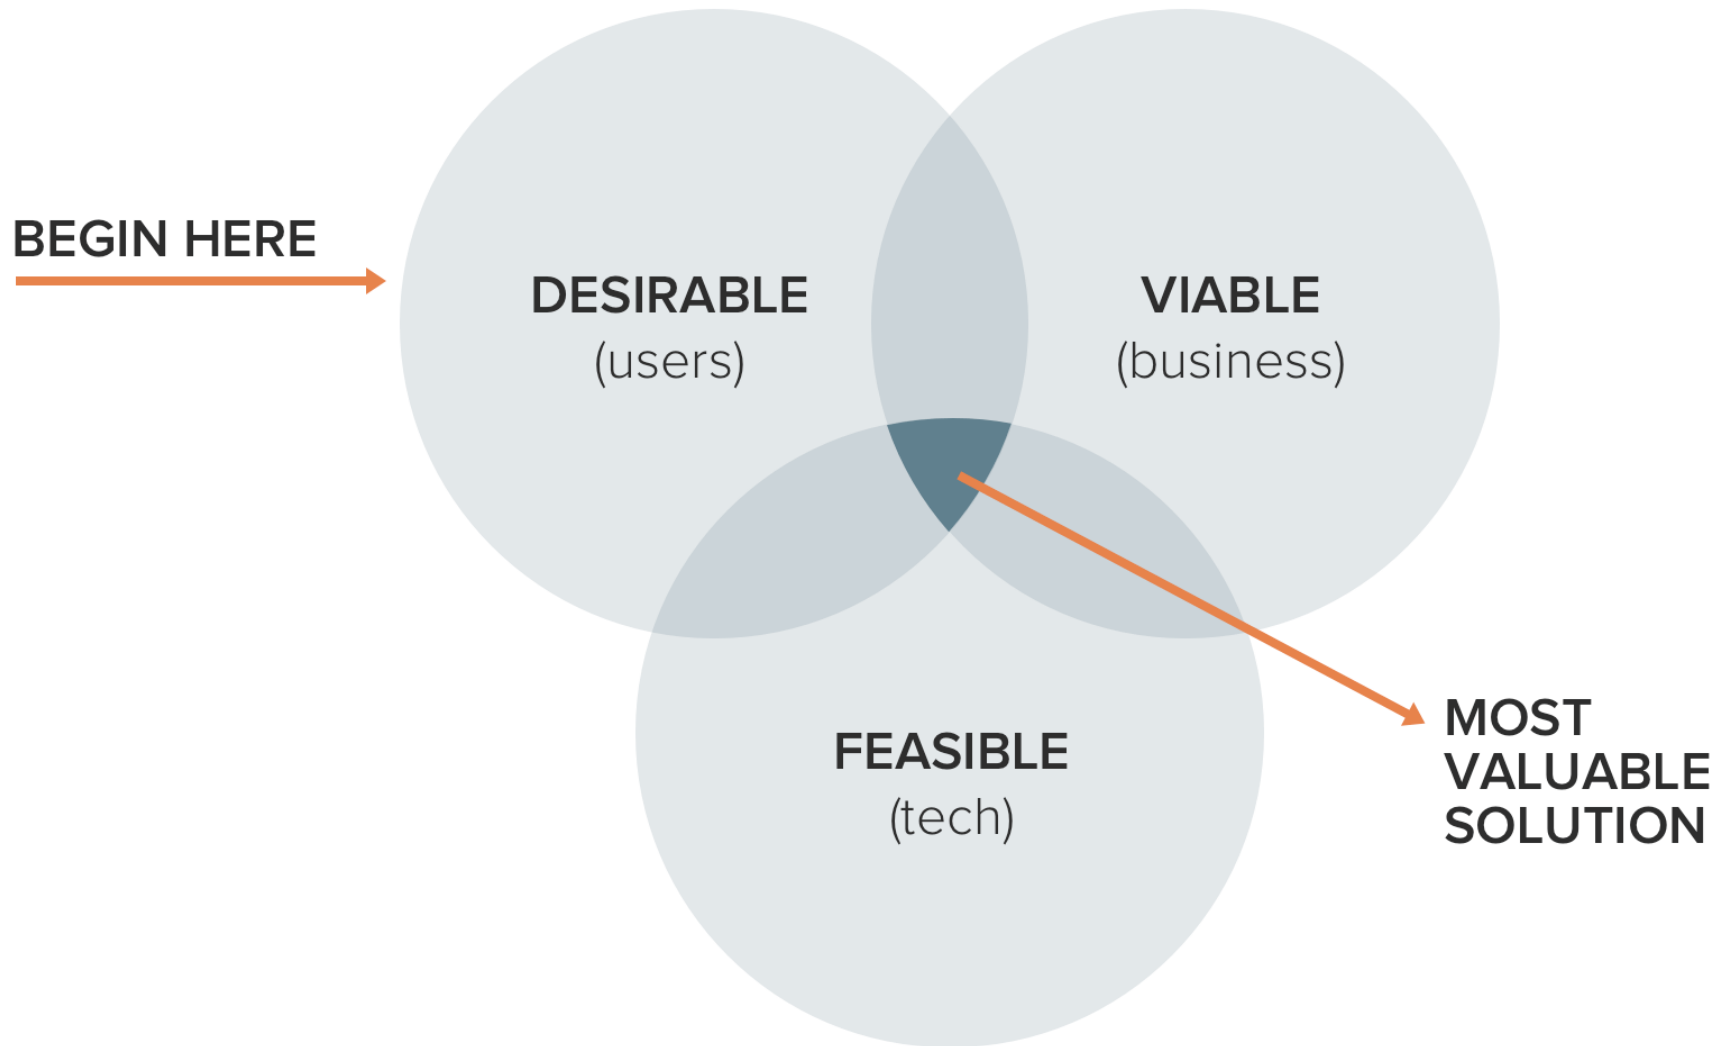 BEGIN HERE
DESIRABLE
(users)
VIABLE
(business)
FEASIBLE
(tech)
MOST
VALUABLE
SOLUTION